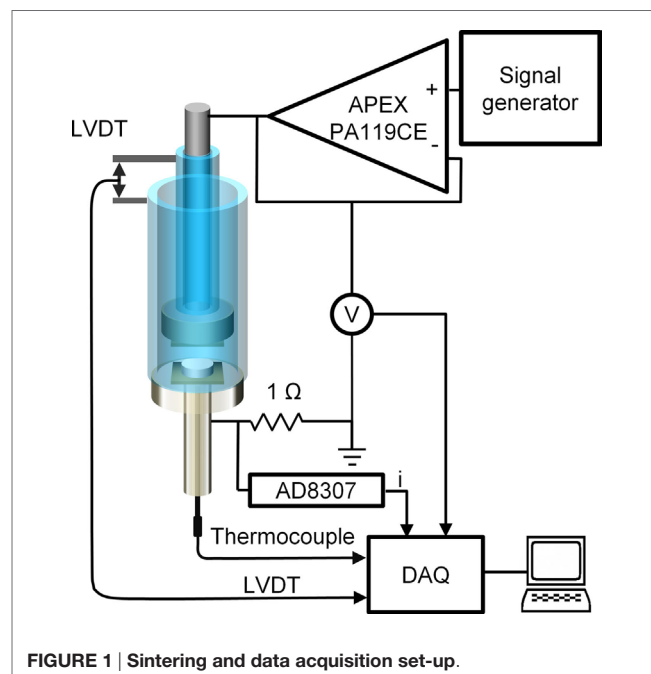 LVDT
APEX
PA119CE
+
-
Signal
generator
V
1 Ω
AD8307
i
Thermocouple
LVDT
DAQ
FIGURE 1 | Sintering and data acquisition set-up.